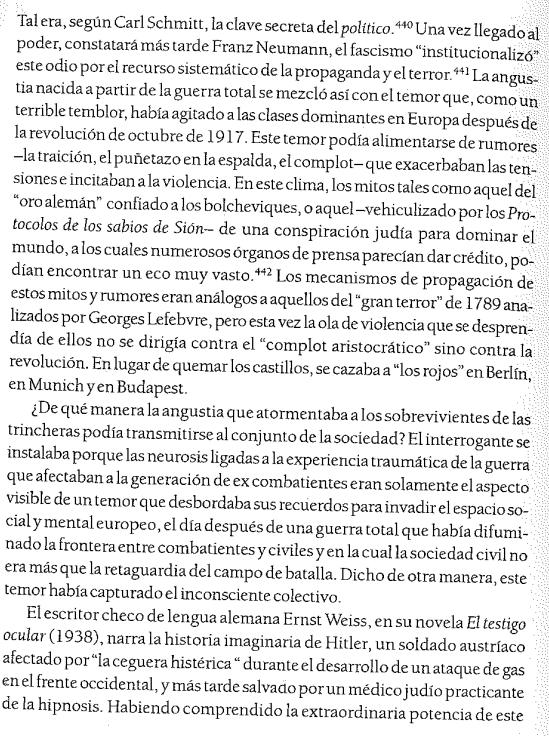 Tal era, según Carl Schmitt, la clave secreta del político.⁴⁴⁰ Una vez llegado al
poder, constatará más tarde Franz Neumann, el fascismo “institucionalizó”
este odio por el recurso sistemático de la propaganda y el terror.⁴⁴¹ La angus-
tia nacida a partir de la guerra total se mezcló así con el temor que, como un
terrible temblor, había agitado a las clases dominantes en Europa después de
la revolución de octubre de 1917. Este temor podía alimentarse de rumores
–la traición, el puñetazo en la espalda, el complot– que exacerbaban las ten-
siones e incitaban a la violencia. En este clima, los mitos tales como aquel del
“oro alemán” confiado a los bolcheviques, o aquel –vehiculizado por los Pro-
tocolos de los sabios de Sión– de una conspiración judía para dominar el
mundo, a los cuales numerosos órganos de prensa parecían dar crédito, po-
dían encontrar un eco muy vasto.⁴⁴² Los mecanismos de propagación de
estos mitos y rumores eran análogos a aquellos del “gran terror” de 1789 ana-
lizados por Georges Lefebvre, pero esta vez la ola de violencia que se despren-
día de ellos no se dirigía contra el “complot aristocrático” sino contra la
revolución. En lugar de quemar los castillos, se cazaba a “los rojos” en Berlín,
en Munich y en Budapest.
¿De qué manera la angustia que atormentaba a los sobrevivientes de las
trincheras podía transmitirse al conjunto de la sociedad? El interrogante se
instalaba porque las neurosis ligadas a la experiencia traumática de la guerra
que afectaban a la generación de ex combatientes eran solamente el aspecto
visible de un temor que desbordaba sus recuerdos para invadir el espacio so-
cial y mental europeo, el día después de una guerra total que había difumi-
nado la frontera entre combatientes y civiles y en la cual la sociedad civil no
era más que la retaguardia del campo de batalla. Dicho de otra manera, este
temor había capturado el inconsciente colectivo.
El escritor checo de lengua alemana Ernst Weiss, en su novela El testigo
ocular (1938), narra la historia imaginaria de Hitler, un soldado austríaco
afectado por “la ceguera histérica “ durante el desarrollo de un ataque de gas
en el frente occidental, y más tarde salvado por un médico judío practicante
de la hipnosis. Habiendo comprendido la extraordinaria potencia de este